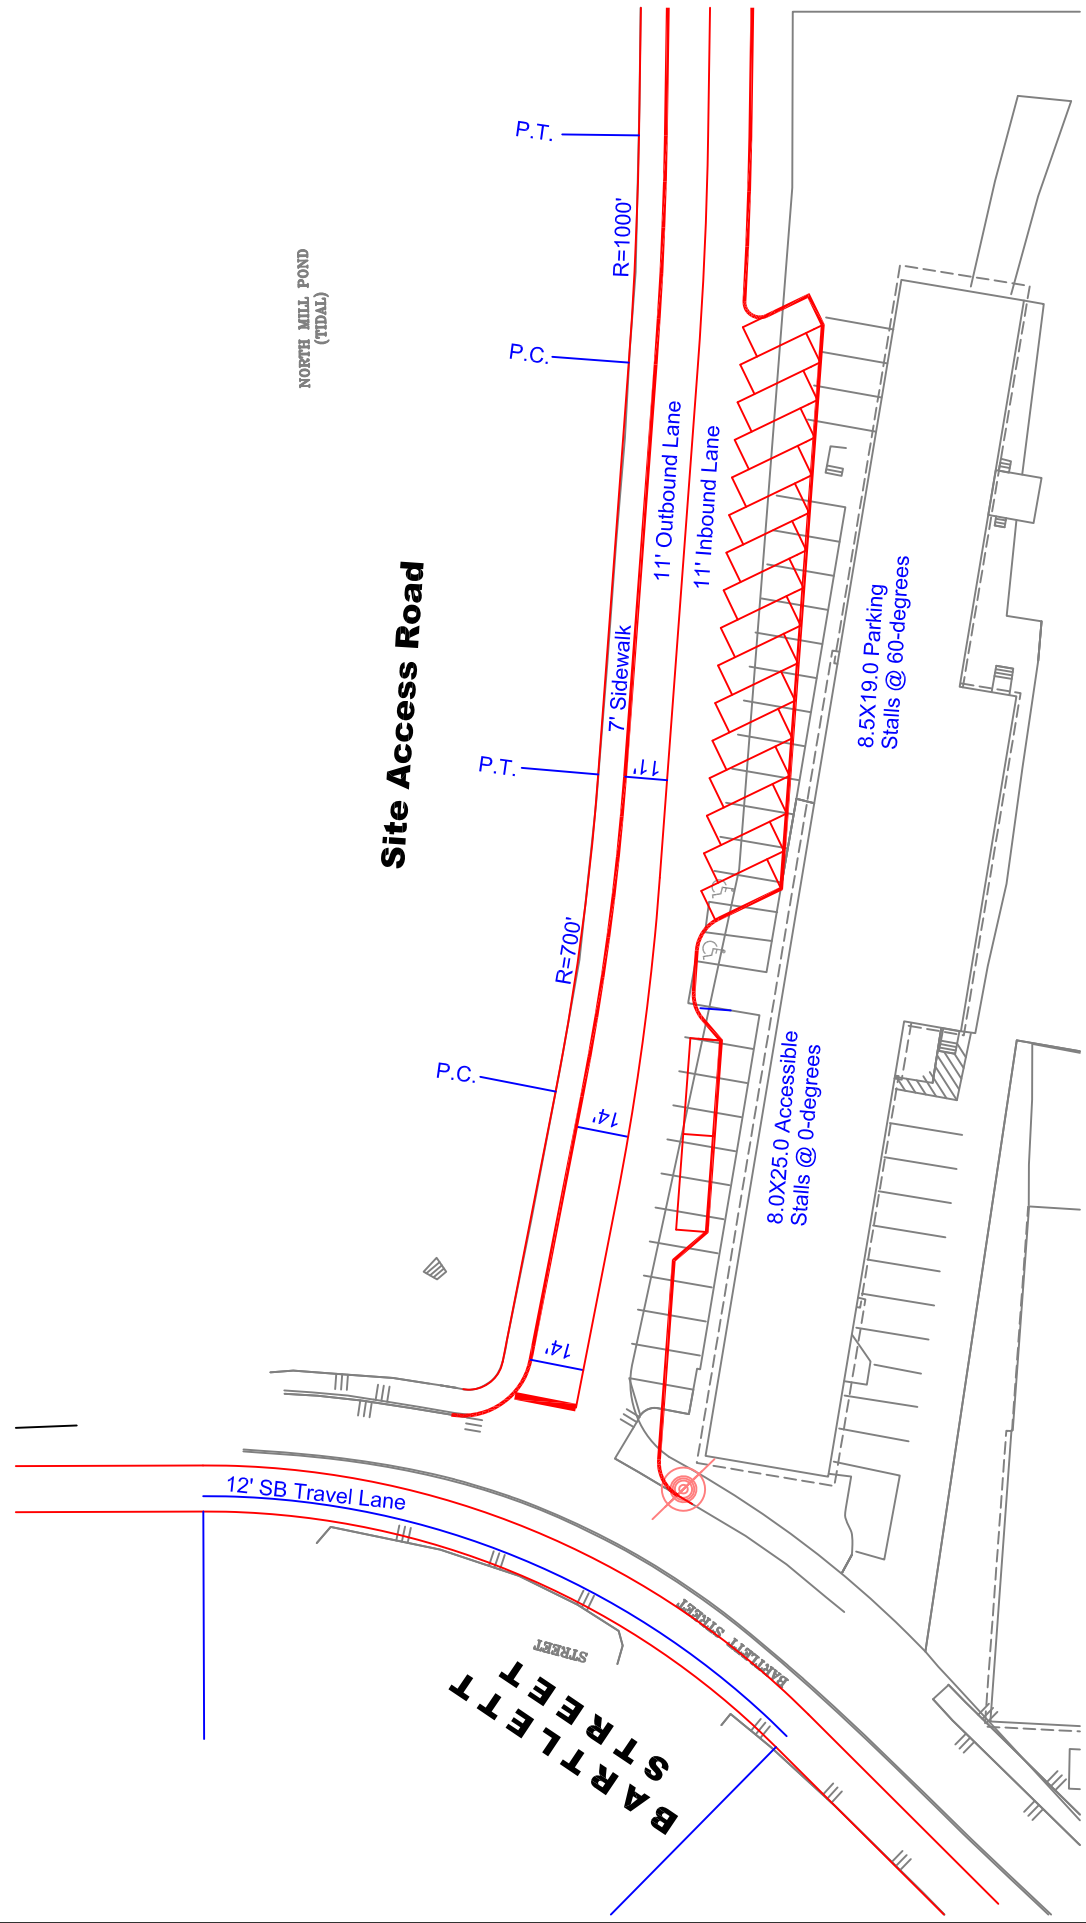 P.T.
R=1000'
NORTH MILL POND
(TIDAL)
P.C.
11' Outbound Lane
11' Inbound Lane
Site Access Road
7' Sidewalk
8.5X19.0 Parking
Stalls @ 60-degrees
P.T.
11'
R=700'
P.C.
14'
8.0X25.0 Accessible
Stalls @ 0-degrees
14'
12' SB Travel Lane
BARTLETT STREET
STREET
BARTLETT
STREET